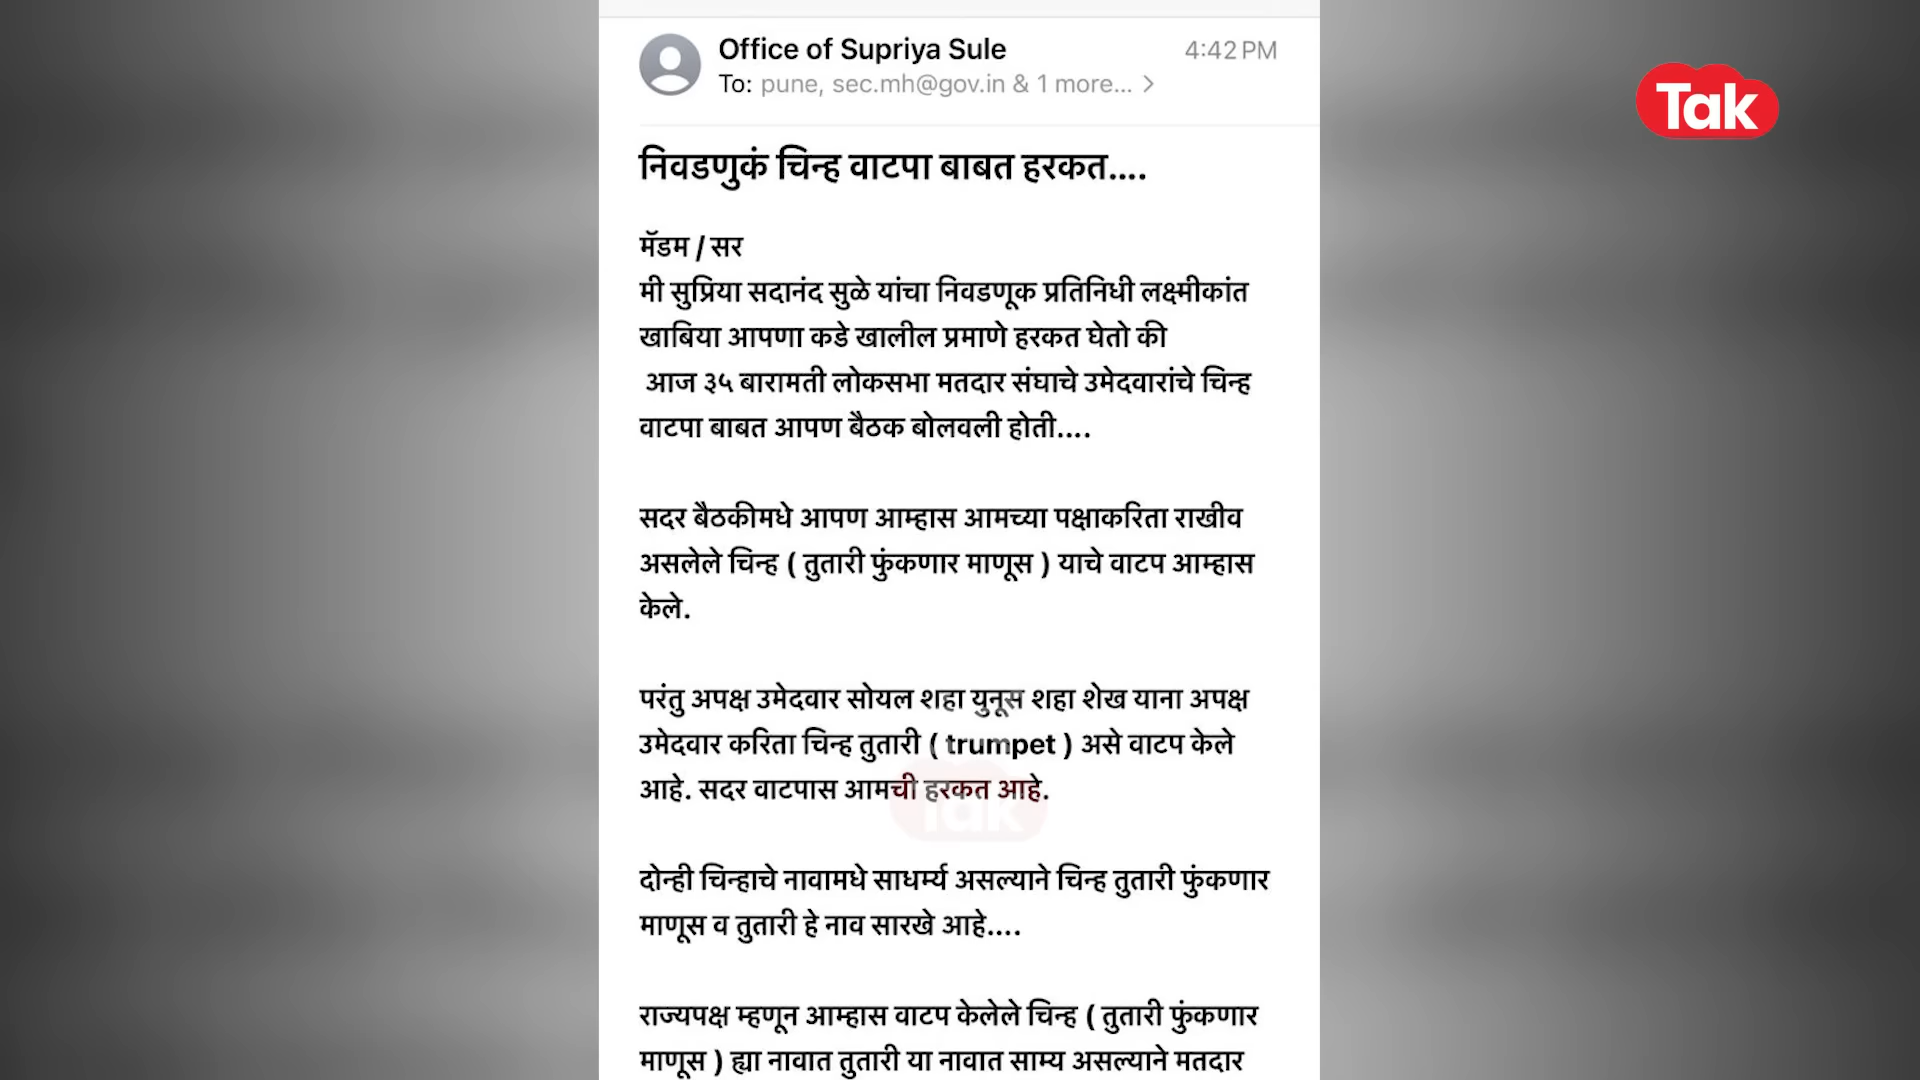 Office of Supriya Sule
4:42 PM
To: pune, sec.mh@gov.in & 1 more...
Tak
निवडणुकं चिन्ह वाटपा बाबत हरकत....
मॅडम / सर
मी सुप्रिया सदानंद सुळे यांचा निवडणूक प्रतिनिधी लक्ष्मीकांत
खाबिया आपणा कडे खालील प्रमाणे हरकत घेतो की
आज ३५ बारामती लोकसभा मतदार संघाचे उमेदवारांचे चिन्ह
वाटपा बाबत आपण बैठक बोलवली होती....
सदर बैठकीमधे आपण आम्हास आमच्या पक्षाकरिता राखीव
असलेले चिन्ह ( तुतारी फुंकणार माणूस ) याचे वाटप आम्हास
केले.
परंतु अपक्ष उमेदवार सोयल शहा युनूस शहा शेख याना अपक्ष
उमेदवार करिता चिन्ह तुतारी ( trumpet ) असे वाटप केले
आहे. सदर वाटपास आमची हरकत आहे.
Tak
दोन्ही चिन्हाचे नावामधे साधर्म्य असल्याने चिन्ह तुतारी फुंकणार
माणूस व तुतारी हे नाव सारखे आहे....
राज्यपक्ष म्हणून आम्हास वाटप केलेले चिन्ह ( तुतारी फुंकणार
माणूस ) ह्या नावात तुतारी या नावात साम्य असल्याने मतदार